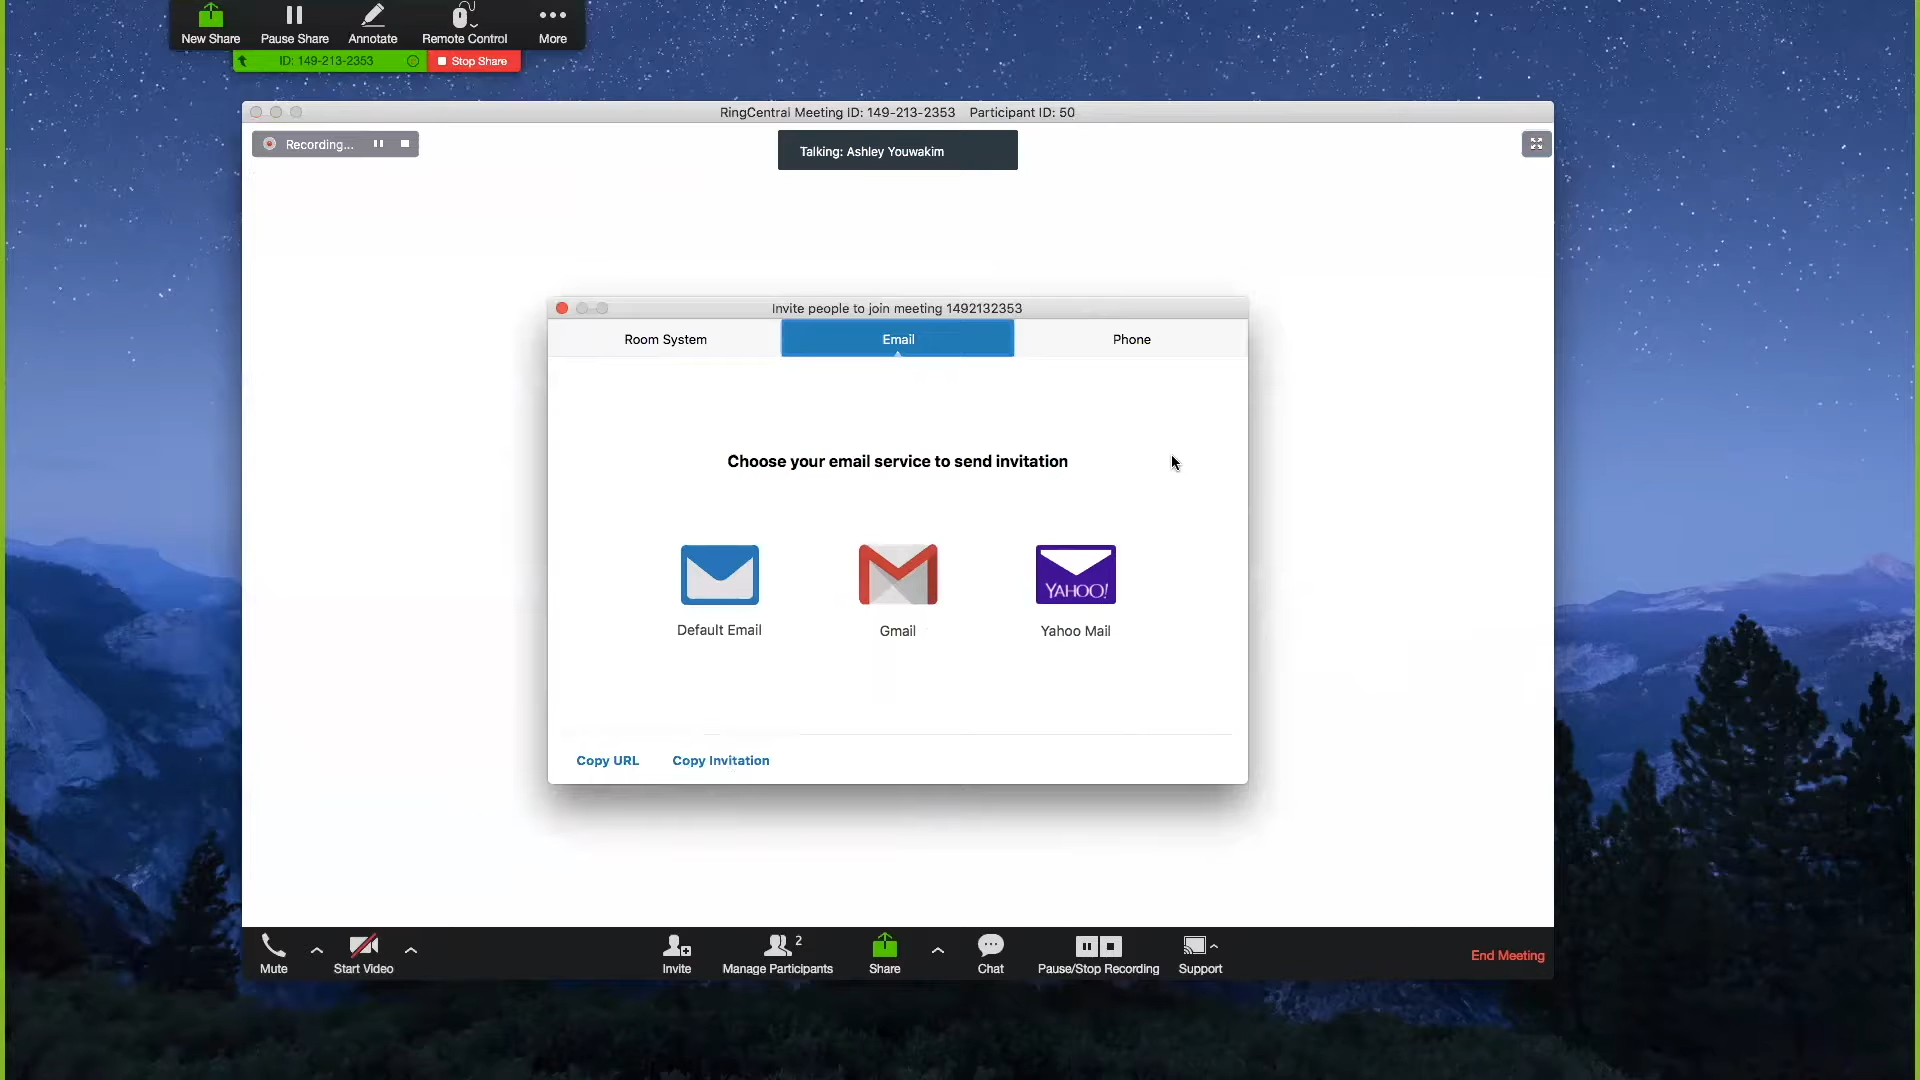 New Share
Pause Share
Annotate
Remote Control
More
ID: 149-213-2353
Stop Share
RingCentral Meeting ID: 149-213-2353 Participant ID: 50
Recording...
Talking: Ashley Youwakim
Invite people to join meeting 1492132353
Room System
Email
Phone
Choose your email service to send invitation
YAHOO!
Default Email
Gmail
Yahoo Mail
Copy URL
Copy Invitation
2
Mute
Start Video
Invite
Manage Participants
Share
Chat
Pause/Stop Recording
Support
End Meeting